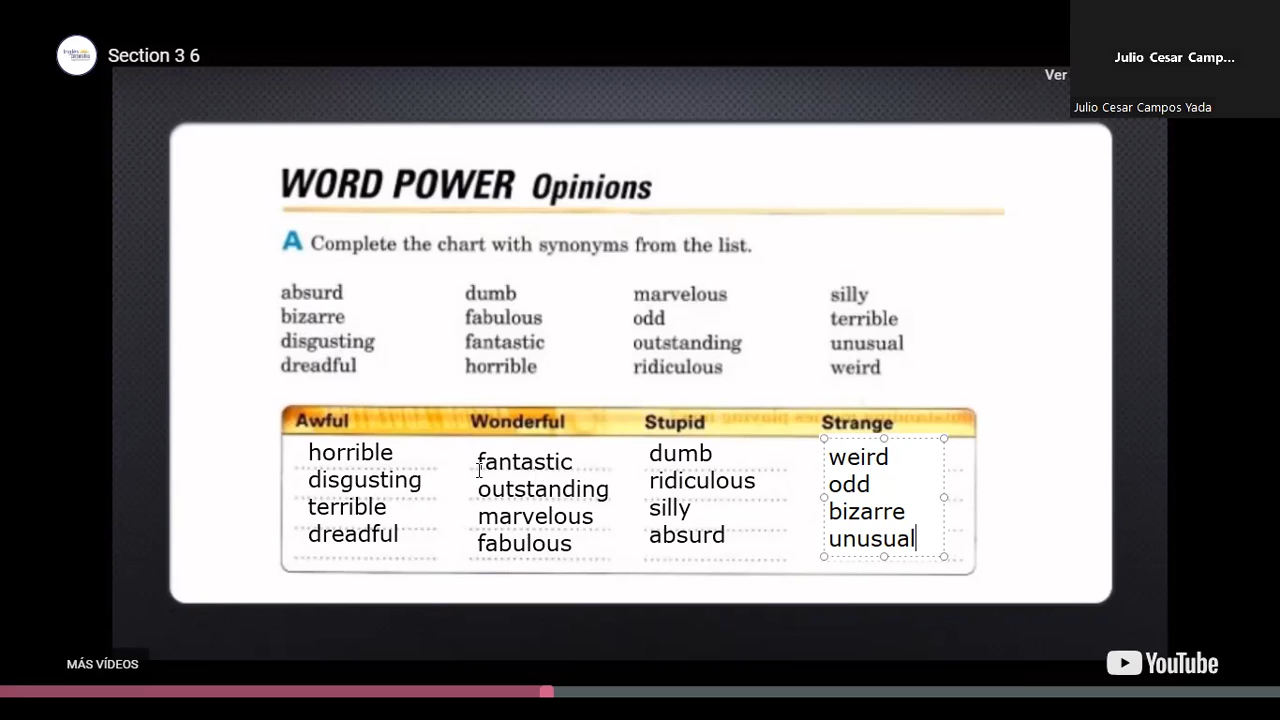 Section 3 6
Ver
Julio Cesar Camp...
Julio Cesar Campos Yada
WORD POWER Opinions
A Complete the chart with synonyms from the list.
absurd dumb marvelous silly
bizarre fabulous odd terrible
disgusting fantastic outstanding unusual
dreadful horrible ridiculous weird
Awful Wonderful Stupid Strange
horrible fantastic dumb weird
disgusting outstanding ridiculous odd
terrible marvelous silly bizarre
dreadful fabulous absurd unusual
MÁS VÍDEOS
YouTube